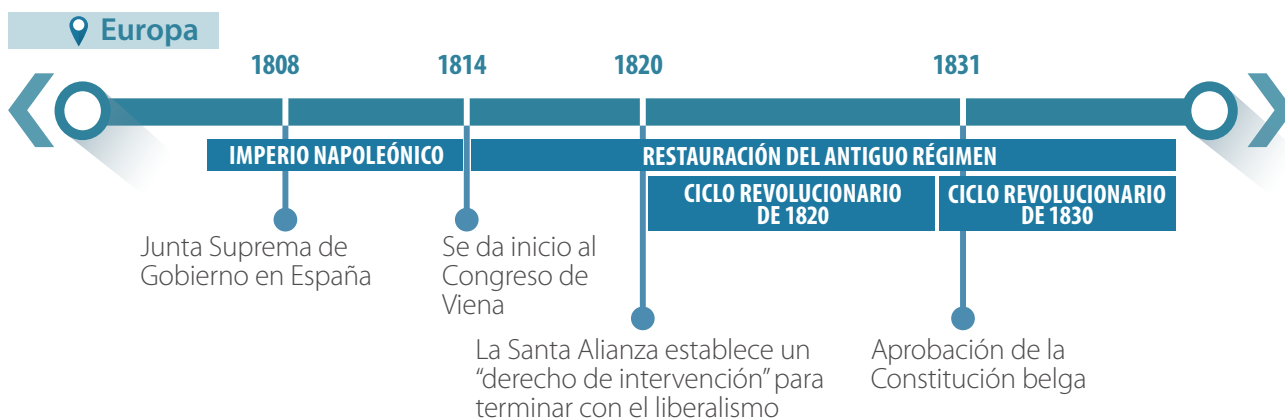 Europa
1808
1814
1820
1831
IMPERIO NAPOLEÓNICO
RESTAURACIÓN DEL ANTIGUO RÉGIMEN
CICLO REVOLUCIONARIO
DE 1820
CICLO REVOLUCIONARIO
DE 1830
Junta Suprema de
Gobierno en España
Se da inicio al
Congreso de
Viena
La Santa Alianza establece un
“derecho de intervención” para
terminar con el liberalismo
Aprobación de la
Constitución belga